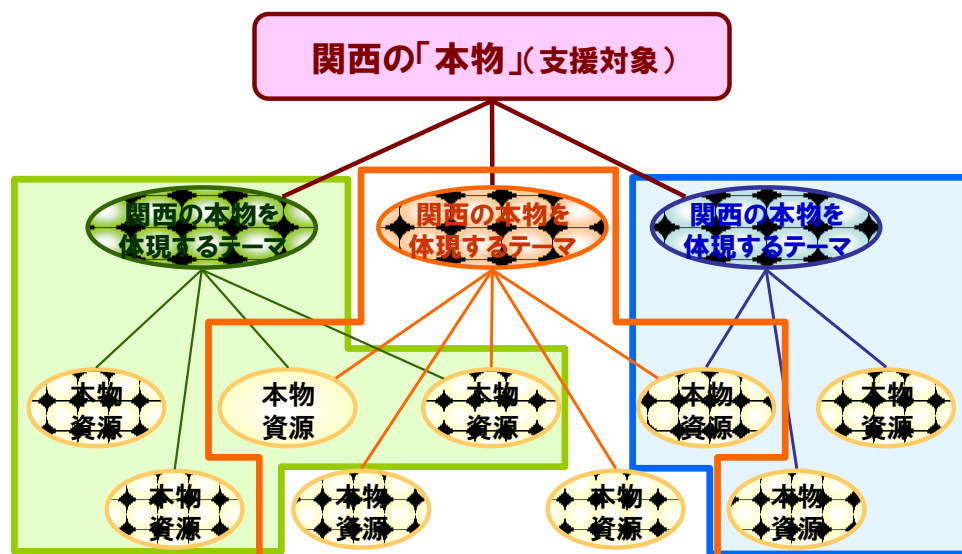 関西の「本物」(支援対象)
関西の本物を
体現するテーマ
関西の本物を
体現するテーマ
関西の本物を
体現するテーマ
本物
資源
本物
資源
本物
資源
本物
資源
本物
資源
本物
資源
本物
資源
本物
資源
本物
資源